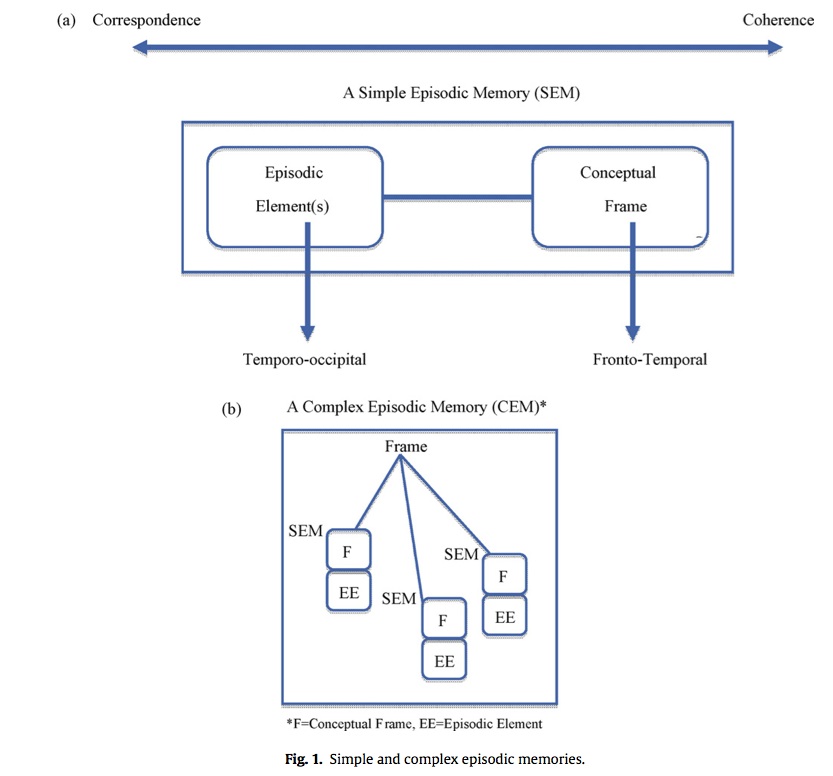 (a) Correspondence Coherence
A Simple Episodic Memory (SEM)
Episodic
Element(s)
Conceptual
Frame
Temporo-occipital
Fronto-Temporal
(b) A Complex Episodic Memory (CEM)*
Frame
SEM
F
EE
SEM
F
EE
SEM
F
EE
*F=Conceptual Frame, EE=Episodic Element
Fig. 1. Simple and complex episodic memories.